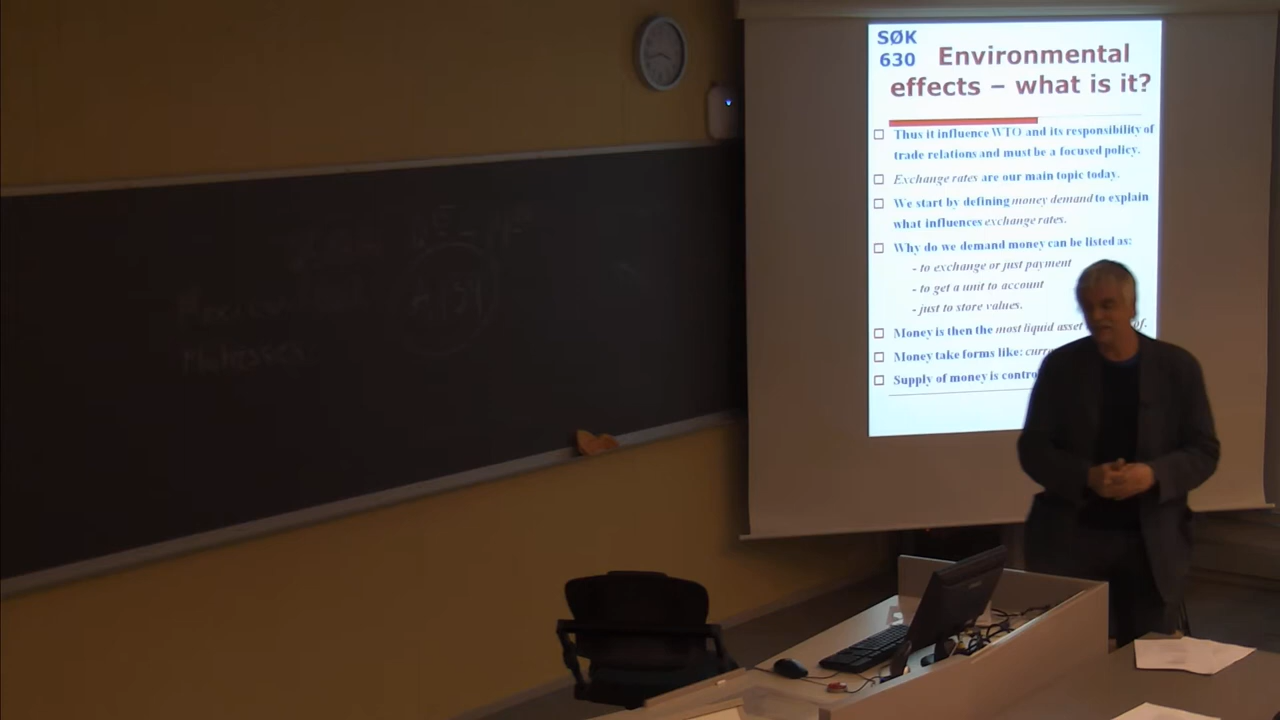 SØK
630
Environmental
effects – what is it?
Thus it influence WTO and its responsibility of
trade relations and must be a focused policy.
Exchange rates are our main topic today.
We start by defining money demand to explain
what influences exchange rates.
Why do we demand money can be listed as:
- to exchange or just payment
- to get a unit to account
- just to store values.
Money is then the most liquid asset of.
Money take forms like:
Supply of money is